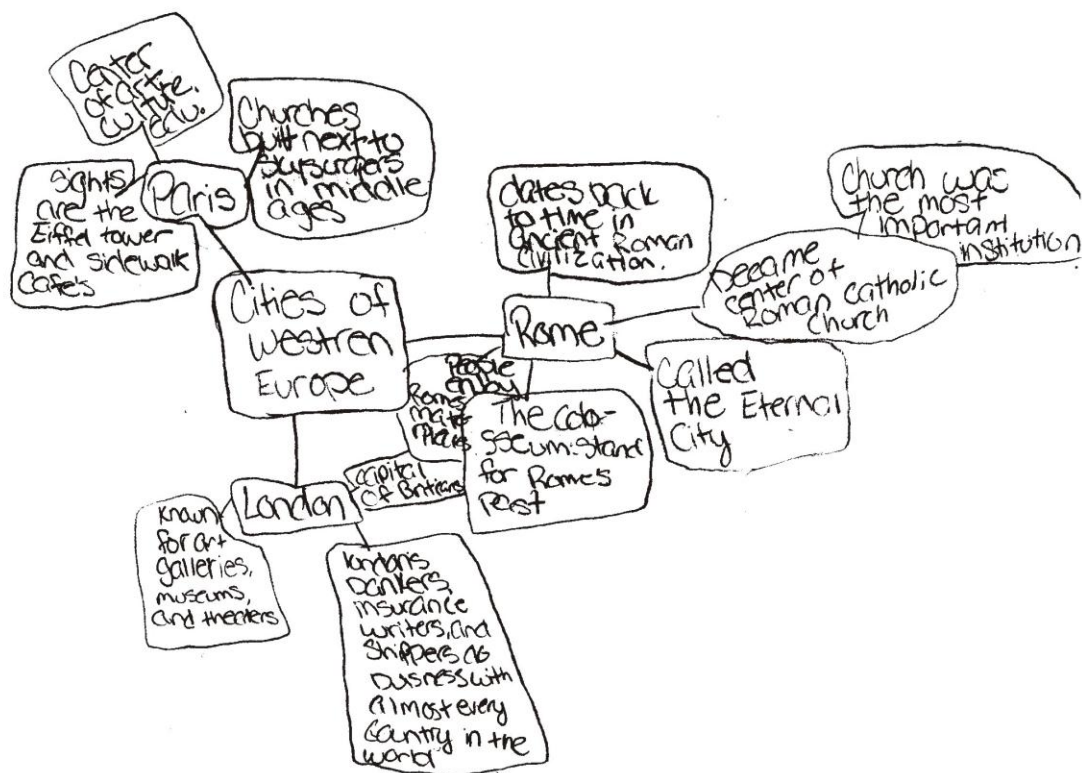 Center
of art
culture.
edu.
Churches
built next to
skyscrapers
in middle
ages
Sights
are the
Eiffel tower
and sidewalk
cafe's
Paris
Cities of
westren
Europe
dates back
to time in
ancient Roman
Civilization.
Church was
the most
important
institution
became
center of
Roman Catholic
Church
Rome
Called
the Eternal
City
People
enjoy
Rome's
The Colo-
sseum:stand
for Rome's
Past
capital
of
London
known
for art
galleries,
museums,
and theaters
london's
bankers,
insurance
writers, and
shippers do
buisness with
almost every
Country in the
world